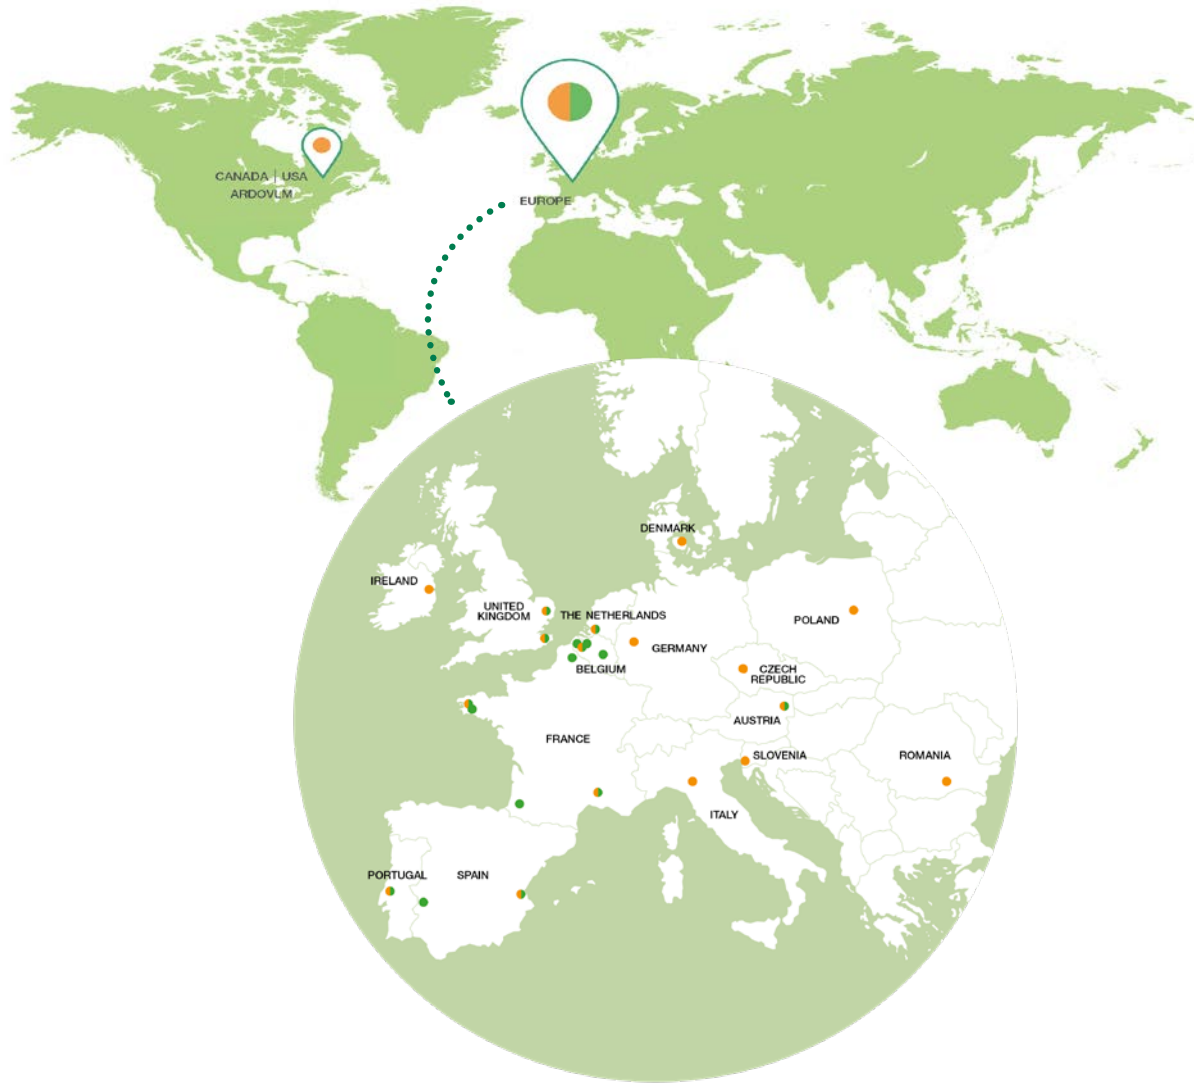 CANADA | USA
ARDOVLM
EUROPE
DENMARK
IRELAND
UNITED
KINGDOM
THE NETHERLANDS
POLAND
GERMANY
BELGIUM
CZECH
REPUBLIC
AUSTRIA
FRANCE
SLOVENIA
ROMANIA
ITALY
PORTUGAL
SPAIN